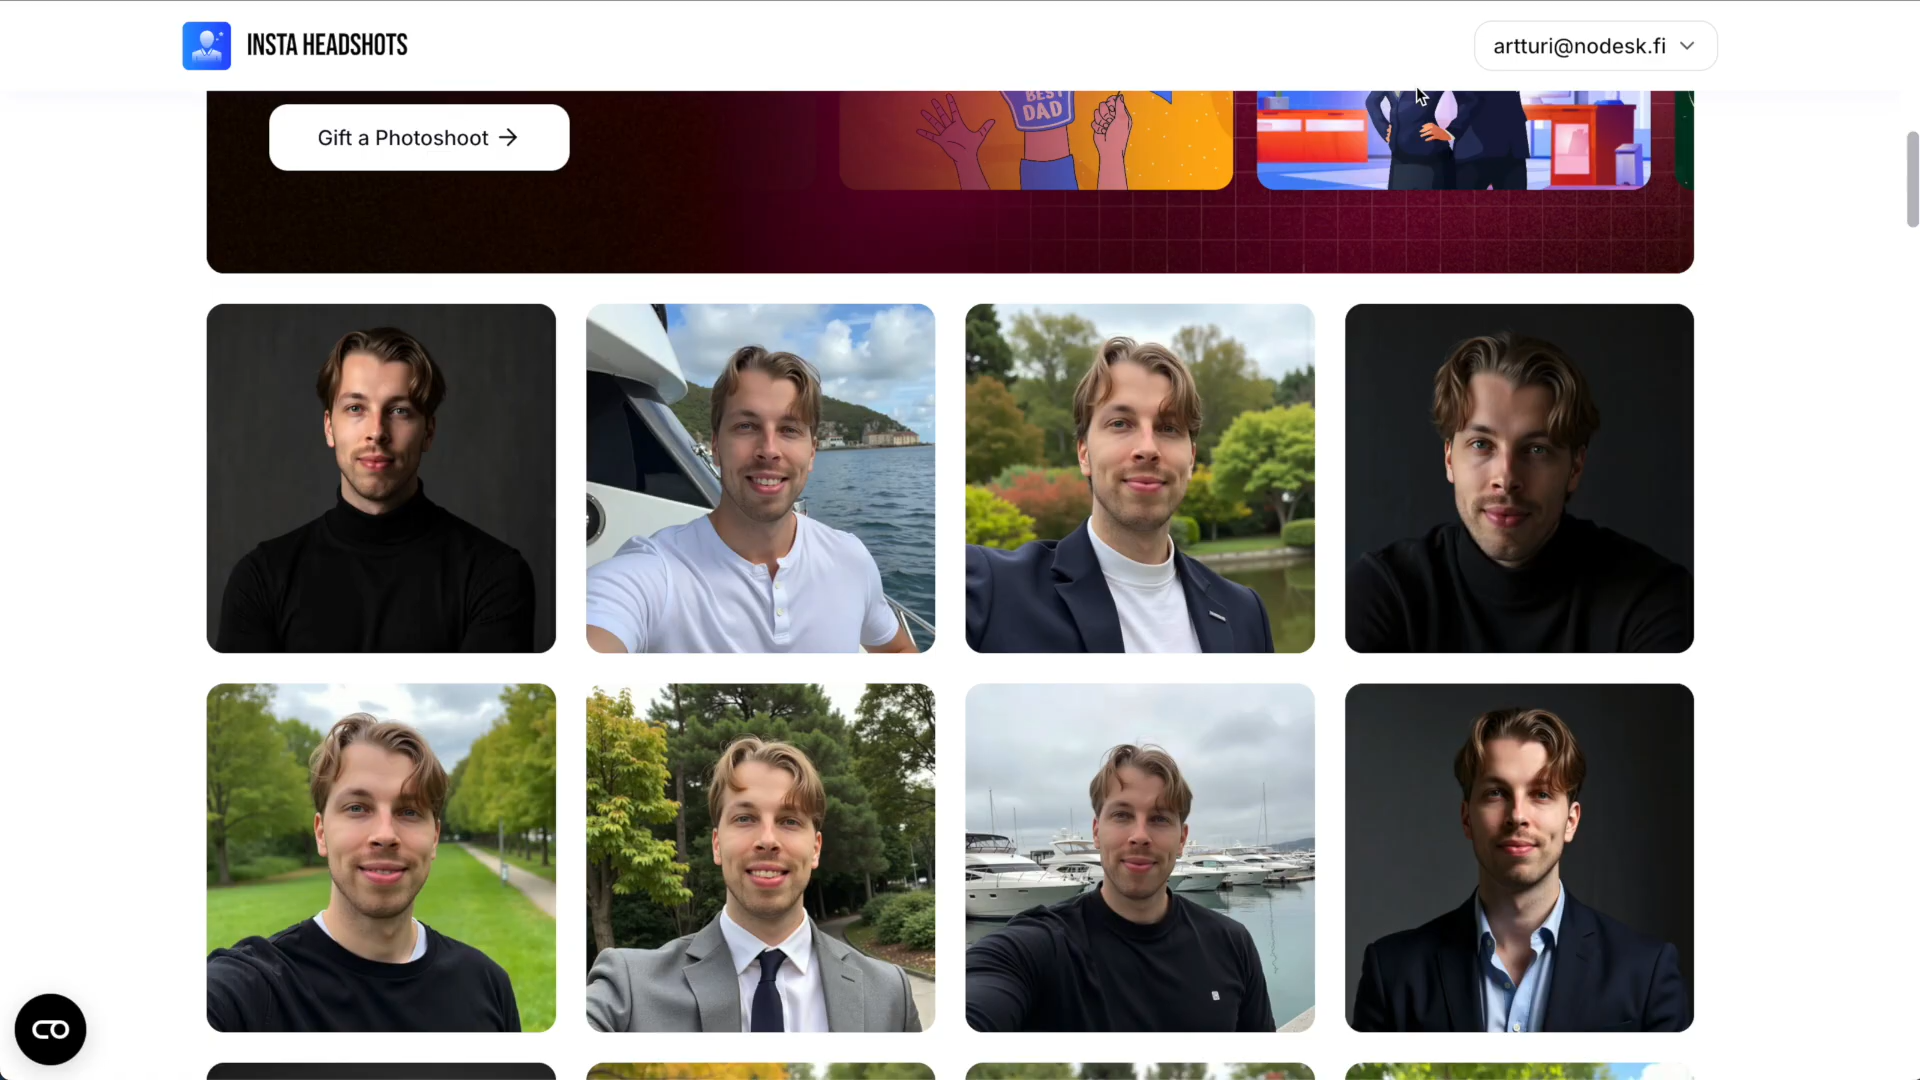 INSTA HEADSHOTS
artturi@nodesk.fi
Gift a Photoshoot →
BEST
DAD